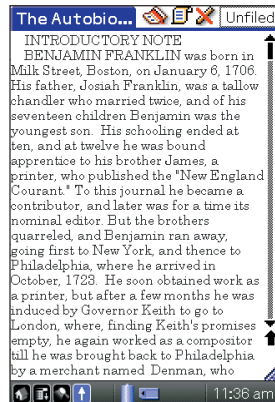 The Autobio... Unfiled
INTRODUCTORY NOTE
BENJAMIN FRANKLIN was born in
Milk Street, Boston, on January 6, 1706.
His father, Josiah Franklin, was a tallow
chandler who married twice, and of his
seventeen children Benjamin was the
youngest son. His schooling ended at
ten, and at twelve he was bound
apprentice to his brother James, a
printer, who published the "New England
Courant." To this journal he became a
contributor, and later was for a time its
nominal editor. But the brothers
quarreled, and Benjamin ran away,
going first to New York, and thence to
Philadelphia, where he arrived in
October, 1723. He soon obtained work as
a printer, but after a few months he was
induced by Governor Keith to go to
London, where, finding Keith's promises
empty, he again worked as a compositor
till he was brought back to Philadelphia
by a merchant named Denman, who
11:36 am